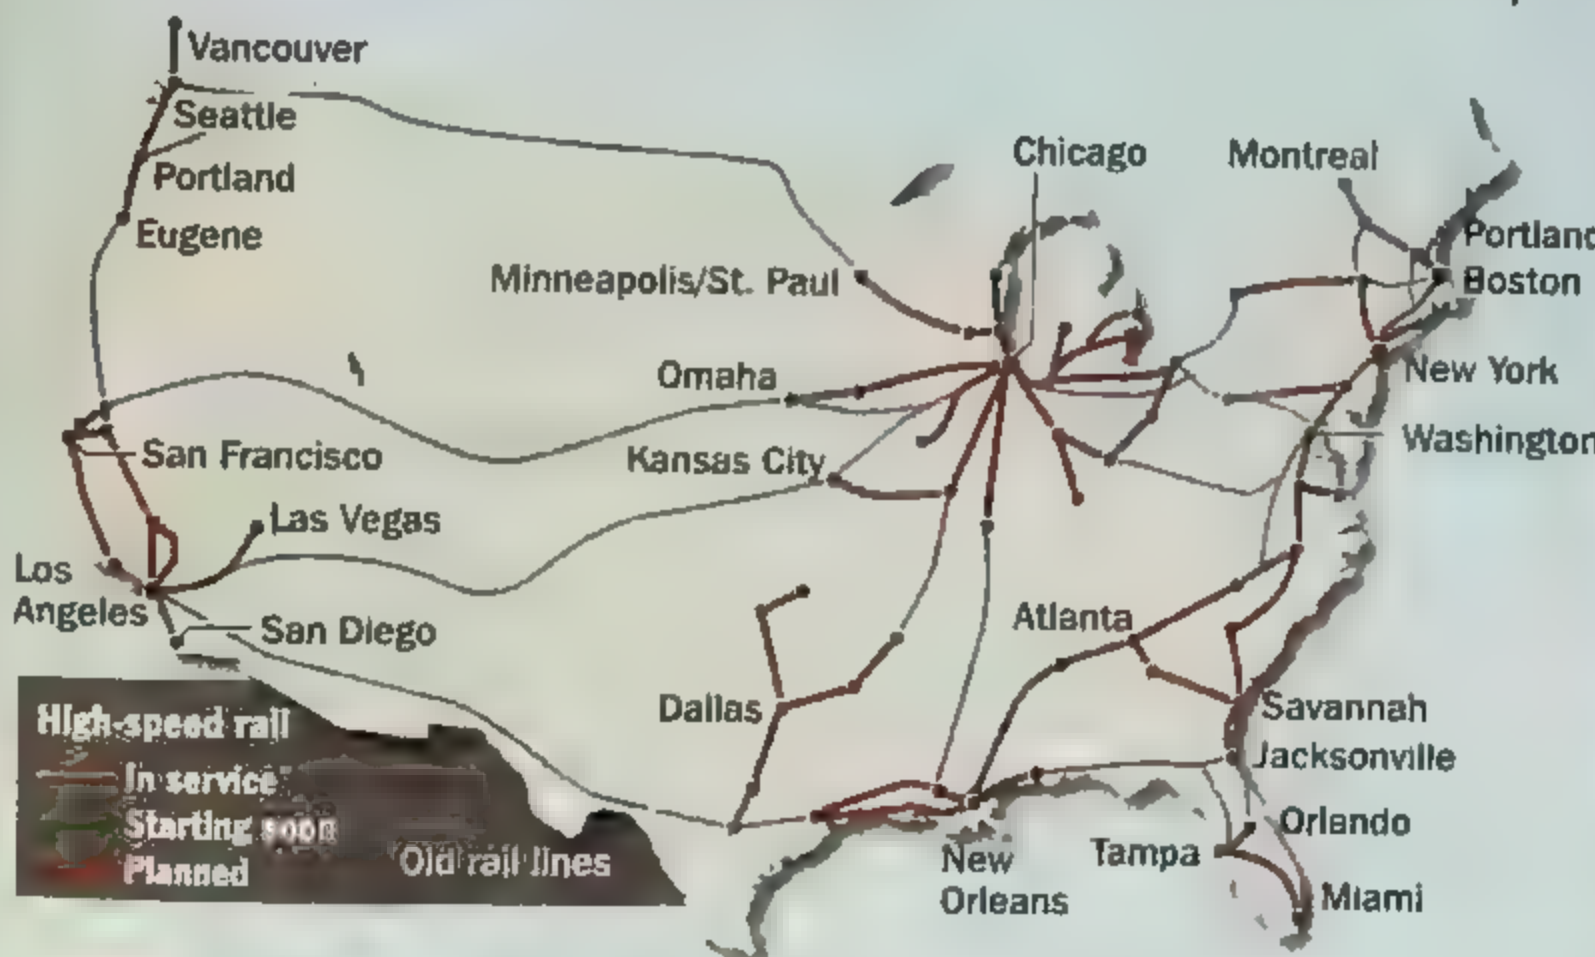 Vancouver
Seattle
Portland
Eugene
Chicago
Montreal
Portland
Boston
Minneapolis/St. Paul
Omaha
New York
Kansas City
Washington
San Francisco
Las Vegas
Los
Angeles
San Diego
Atlanta
Dallas
Savannah
Jacksonville
Orlando
Tampa
New
Orleans
Miami
High-speed rail
In service
Starting soon
Planned
Old rail lines